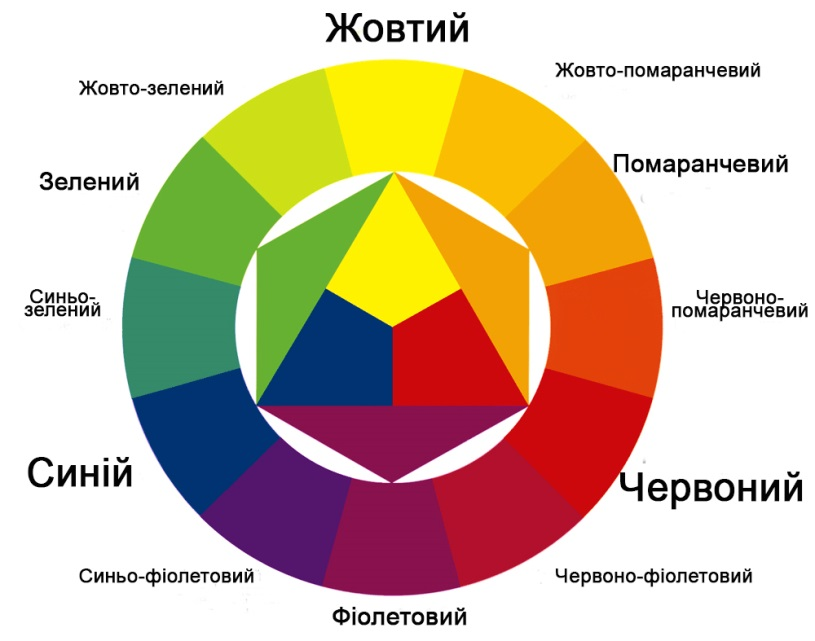 Жовтий
Жовто-зелений
Жовто-помаранчевий
Зелений
Помаранчевий
Синьо-
зелений
Червоно-
помаранчевий
Синій
Червоний
Синьо-фіолетовий
Червоно-фіолетовий
Фіолетовий